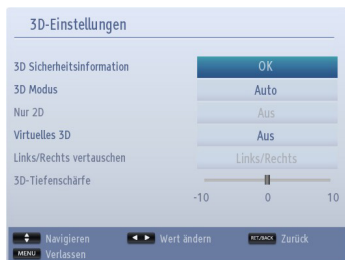 3D-Einstellungen
3D Sicherheitsinformation OK
3D Modus Auto
Nur 2D Aus
Virtuelles 3D Aus
Links/Rechts vertauschen Links/Rechts
3D-Tiefenschärfe
-10 0 10
Navigieren Wert ändern RET./BACK Zurück
MENU Verlassen